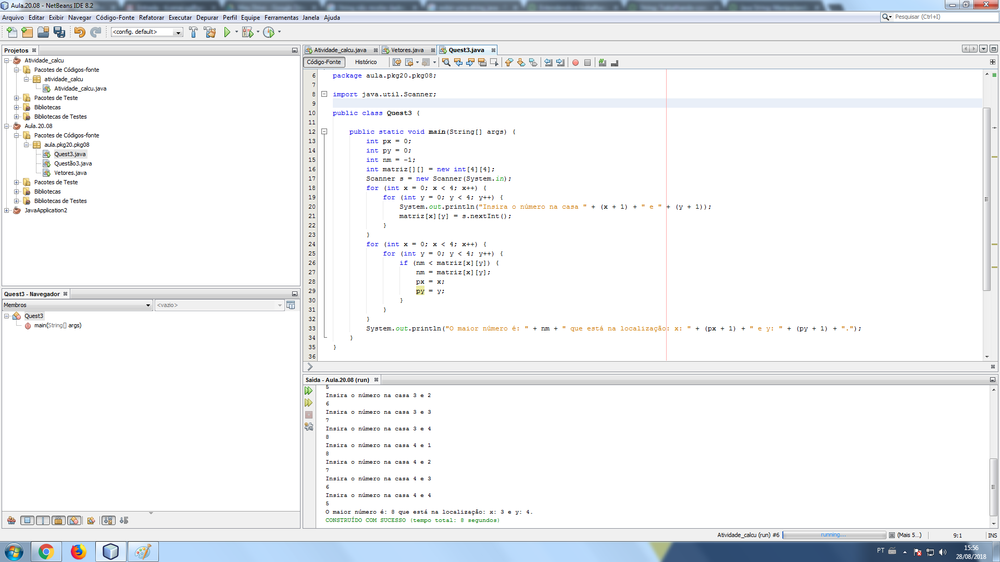 Aula.20.08 - NetBeans IDE 8.2
Arquivo Editar Exibir Navegar Código-Fonte Refatorar Executar Depurar Perfil Equipe Ferramentas Janela Ajuda
Pesquisar (Ctrl+I)
<config. default>
Projetos
Atividade_calcu
Pacotes de Códigos-fonte
atividade_calcu
Atividade_calcu.java
Pacotes de Teste
Bibliotecas
Bibliotecas de Testes
Aula.20.08
Pacotes de Códigos-fonte
aula.pkg20.pkg08
Quest3.java
Questão3.java
Vetores.java
Pacotes de Teste
Bibliotecas
Bibliotecas de Testes
JavaApplication2
Quest3 - Navegador
Membros
<vazio>
Quest3
main(String[] args)
Atividade_calcu.java Vetores.java Quest3.java
Código-Fonte Histórico
6 package aula.pkg20.pkg08;
7
8 import java.util.Scanner;
9
10 public class Quest3 {
11
12 public static void main(String[] args) {
13 int px = 0;
14 int py = 0;
15 int nm = -1;
16 int matriz[][] = new int[4][4];
17 Scanner s = new Scanner(System.in);
18 for (int x = 0; x < 4; x++) {
19 for (int y = 0; y < 4; y++) {
20 System.out.println("Insira o número na casa " + (x + 1) + " e " + (y + 1));
21 matriz[x][y] = s.nextInt();
22 }
23 }
24 for (int x = 0; x < 4; x++) {
25 for (int y = 0; y < 4; y++) {
26 if (nm < matriz[x][y]) {
27 nm = matriz[x][y];
28 px = x;
29 py = y;
30 }
31 }
32 }
33 System.out.println("O maior número é: " + nm + " que está na localização: x: " + (px + 1) + " e y: " + (py + 1) + ".");
34 }
35 }
36
Saída - Aula.20.08 (run)
5
Insira o número na casa 3 e 2
6
Insira o número na casa 3 e 3
7
Insira o número na casa 3 e 4
8
Insira o número na casa 4 e 1
8
Insira o número na casa 4 e 2
7
Insira o número na casa 4 e 3
6
Insira o número na casa 4 e 4
5
O maior número é: 8 que está na localização: x: 3 e y: 4.
CONSTRUÍDO COM SUCESSO (tempo total: 8 segundos)
Atividade_calcu (run) #6 running... (Mais 5...) 9:1 INS
PT 15:56
28/08/2018